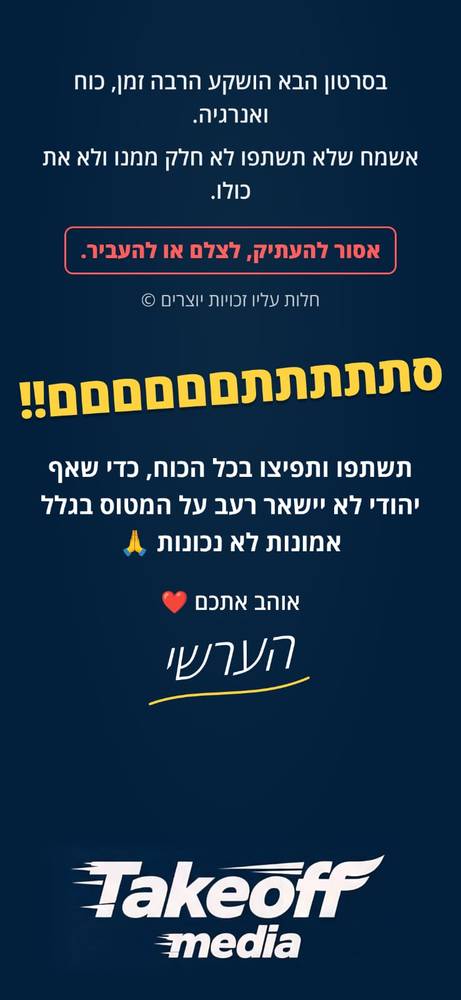 בסרטון הבא הושקע הרבה זמן, כוח
ואנרגיה.
אשמח שלא תשתפו לא חלק ממנו ולא את
כולו.
אסור להעתיק, לצלם או להעביר.
חלות עליו זכויות יוצרים ©
סתתתתתתםםםםםםם!!
תשתפו ותפיצו בכל הכוח, כדי שאף
יהודי לא יישאר רעב על המטוס בגלל
אמונות לא נכונות 🙏
אוהב אתכם ❤️
הערשי
Takeoff
media